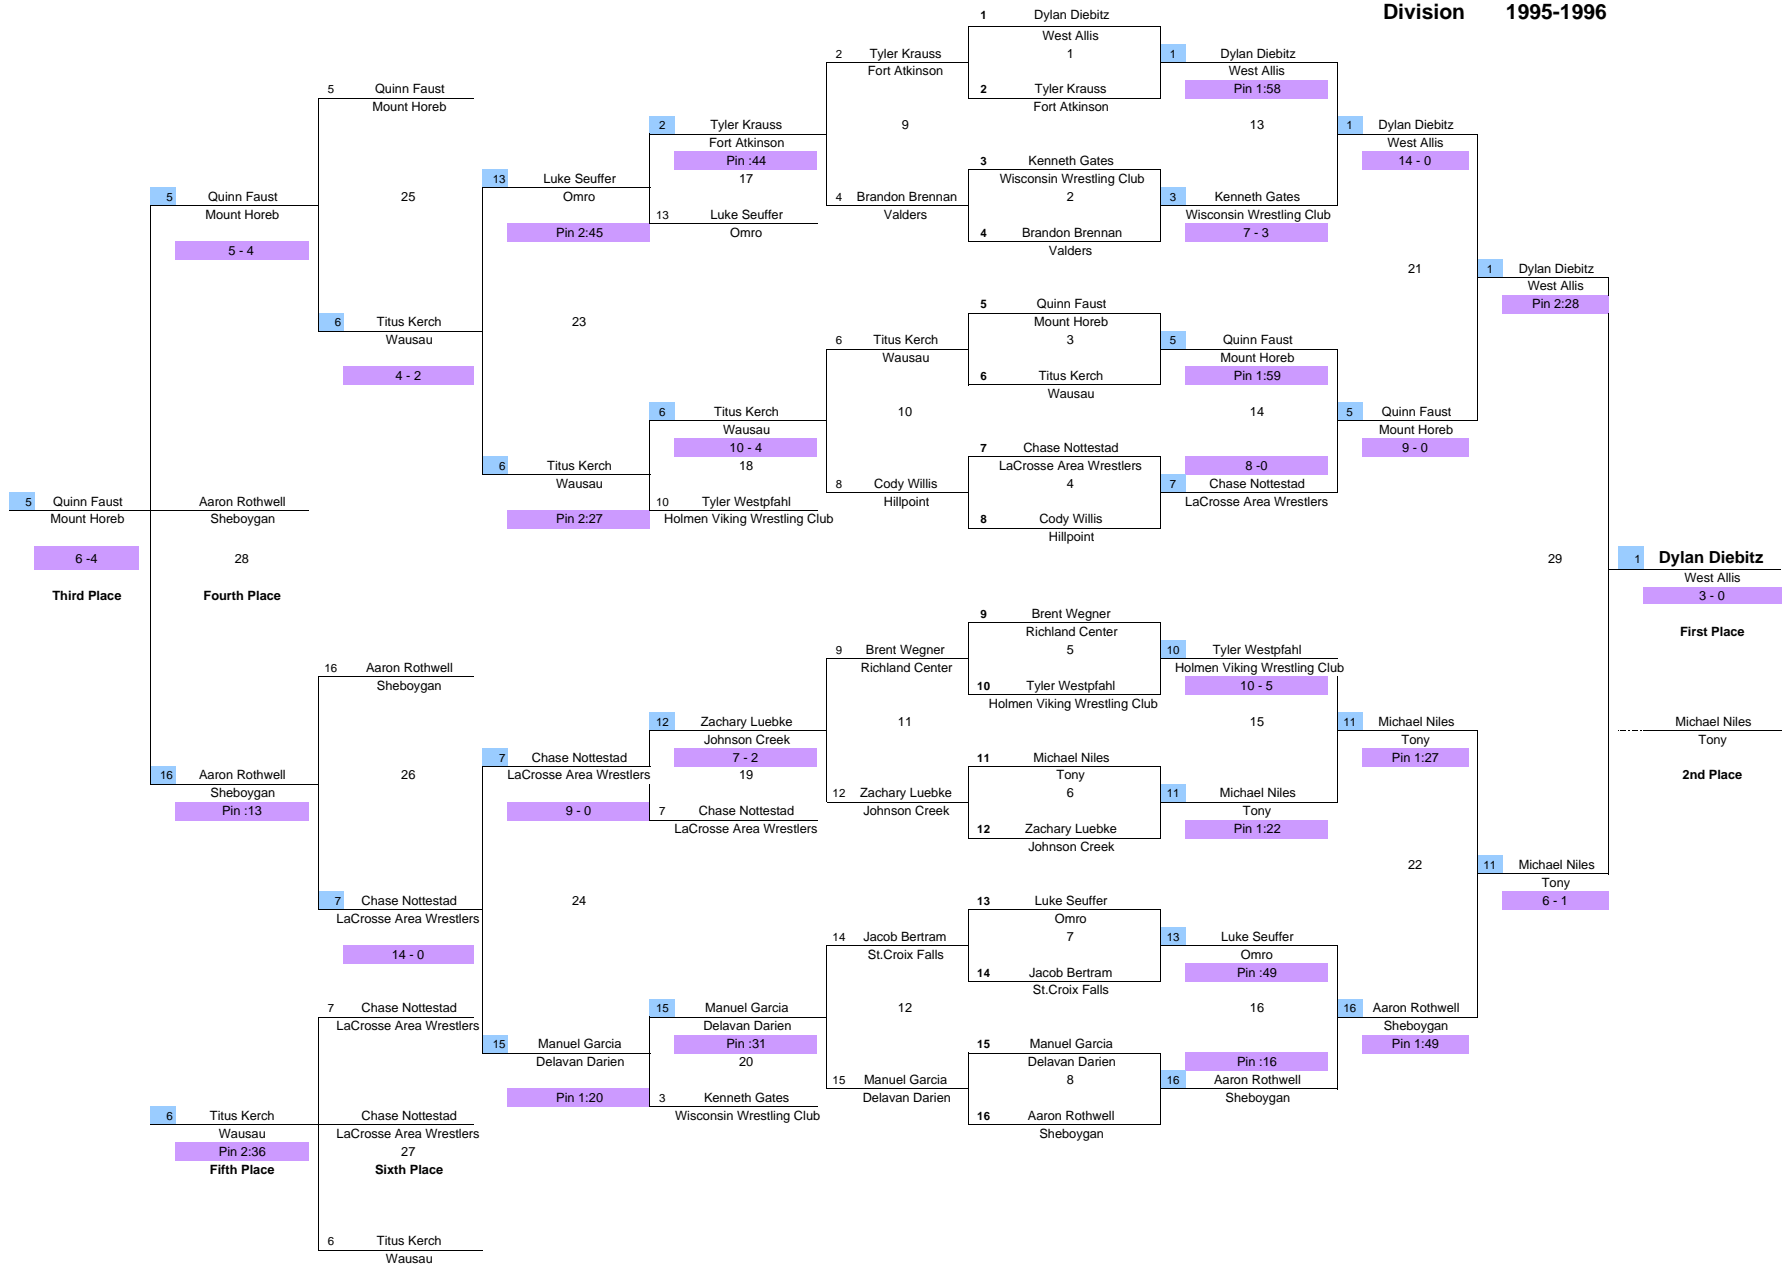 Division 1995-1996
1 Dylan Diebitz
West Allis
2 Tyler Krauss 1 1 Dylan Diebitz
Fort Atkinson West Allis
5 Quinn Faust 2 Tyler Krauss Pin 1:58
Mount Horeb Fort Atkinson
2 Tyler Krauss 9 13 1 Dylan Diebitz
Fort Atkinson West Allis
Pin :44 3 Kenneth Gates 14 - 0
13 Luke Seuffer 17 Wisconsin Wrestling Club
5 Quinn Faust 25 Omro 4 Brandon Brennan 2 3 Kenneth Gates
Mount Horeb 13 Luke Seuffer Valders Wisconsin Wrestling Club
Pin 2:45 Omro 4 Brandon Brennan 7 - 3
5 - 4 Valders
21 1 Dylan Diebitz
West Allis
5 Quinn Faust Pin 2:28
6 Titus Kerch 23 Mount Horeb
Wausau 6 Titus Kerch 3 5 Quinn Faust
Wausau Mount Horeb
4 - 2 6 Titus Kerch Pin 1:59
Wausau
6 Titus Kerch 10 14 5 Quinn Faust
Wausau Mount Horeb
10 - 4 7 Chase Nottestad 9 - 0
6 Titus Kerch 18 LaCrosse Area Wrestlers 8 -0
Wausau 8 Cody Willis 4 7 Chase Nottestad
5 Quinn Faust Aaron Rothwell 10 Tyler Westpfahl Hillpoint LaCrosse Area Wrestlers
Mount Horeb Sheboygan Pin 2:27 Holmen Viking Wrestling Club 8 Cody Willis
Hillpoint
6 -4 28 29 1 Dylan Diebitz
West Allis
Third Place Fourth Place 3 - 0
9 Brent Wegner
Richland Center First Place
9 Brent Wegner 5 10 Tyler Westpfahl
16 Aaron Rothwell Richland Center Holmen Viking Wrestling Club
Sheboygan 10 Tyler Westpfahl 10 - 5
Holmen Viking Wrestling Club
12 Zachary Luebke 11 15 11 Michael Niles Michael Niles
Johnson Creek Tony Tony
7 Chase Nottestad 7 - 2 11 Michael Niles Pin 1:27
16 Aaron Rothwell 26 LaCrosse Area Wrestlers 19 Tony 2nd Place
Sheboygan 12 Zachary Luebke 6 11 Michael Niles
Pin :13 9 - 0 7 Chase Nottestad Johnson Creek Tony
LaCrosse Area Wrestlers 12 Zachary Luebke Pin 1:22
Johnson Creek
22 11 Michael Niles
Tony
7 Chase Nottestad 24 13 Luke Seuffer 6 - 1
LaCrosse Area Wrestlers Omro
14 Jacob Bertram 7 13 Luke Seuffer
14 - 0 St.Croix Falls Omro
14 Jacob Bertram Pin :49
St.Croix Falls
7 Chase Nottestad 15 Manuel Garcia 12 16 16 Aaron Rothwell
LaCrosse Area Wrestlers Delavan Darien Sheboygan
15 Manuel Garcia Pin :31 15 Manuel Garcia Pin 1:49
Delavan Darien 20 Delavan Darien Pin :16
15 Manuel Garcia 8 16 Aaron Rothwell
Pin 1:20 3 Kenneth Gates Delavan Darien Sheboygan
6 Titus Kerch Chase Nottestad Wisconsin Wrestling Club 16 Aaron Rothwell
Wausau LaCrosse Area Wrestlers Sheboygan
Pin 2:36 27
Fifth Place Sixth Place
6 Titus Kerch
Wausau